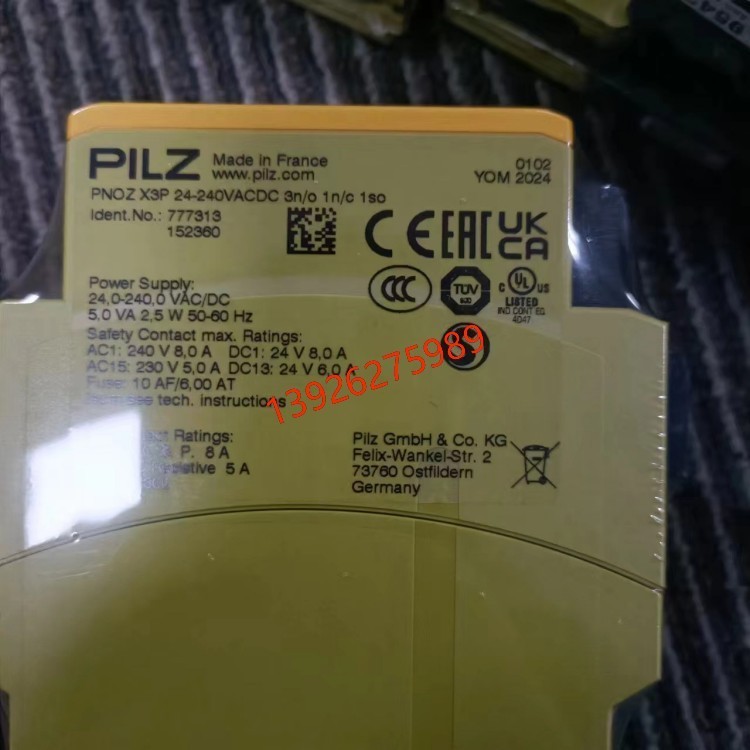 PILZ Made in France
www.pilz.com
0102
YOM 2024
PNOZ X3P 24-240VACDC 3n/o 1n/c 1so
Ident.No.: 777313
152360
CE EAC UK
CA
CCC TÜV
C UL US
LISTED
IND.CONT.EQ.
Power Supply:
24,0-240,0 VAC/DC
5,0 VA 2,5 W 50-60 Hz
Safety Contact max. Ratings:
AC1: 240 V 8,0 A DC1: 24 V 8,0 A
AC15: 230 V 5,0 A DC13: 24 V 6,0 A
Fuse: 10 AF/6,00 AT
see tech. instructions
13926275989
Ratings:
P. 8 A
5 A
Pilz GmbH & Co. KG
Felix-Wankel-Str. 2
73760 Ostfildern
Germany